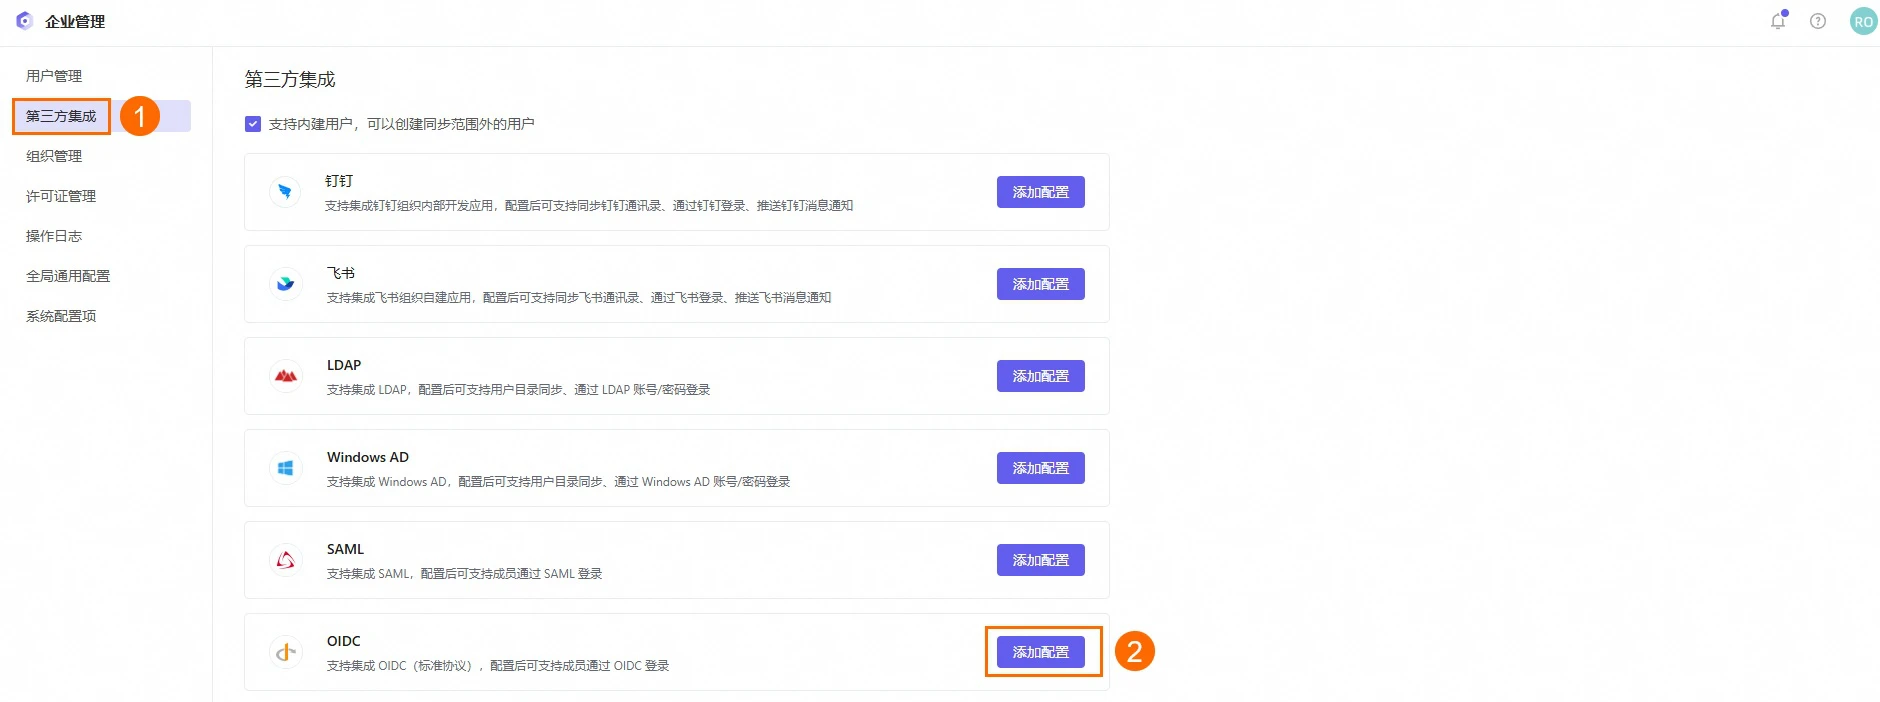 企业管理
RO
用户管理
第三方集成
1
组织管理
许可证管理
操作日志
全局通用配置
系统配置项
第三方集成
支持内建用户，可以创建同步范围外的用户
钉钉
支持集成钉钉组织内部开发应用，配置后可支持同步钉钉通讯录、通过钉钉登录、推送钉钉消息通知
添加配置
飞书
支持集成飞书组织自建应用，配置后可支持同步飞书通讯录、通过飞书登录、推送飞书消息通知
添加配置
LDAP
支持集成 LDAP，配置后可支持用户目录同步、通过 LDAP 账号/密码登录
添加配置
Windows AD
支持集成 Windows AD，配置后可支持用户目录同步、通过 Windows AD 账号/密码登录
添加配置
SAML
支持集成 SAML，配置后可支持成员通过 SAML 登录
添加配置
OIDC
支持集成 OIDC（标准协议），配置后可支持成员通过 OIDC 登录
添加配置
2